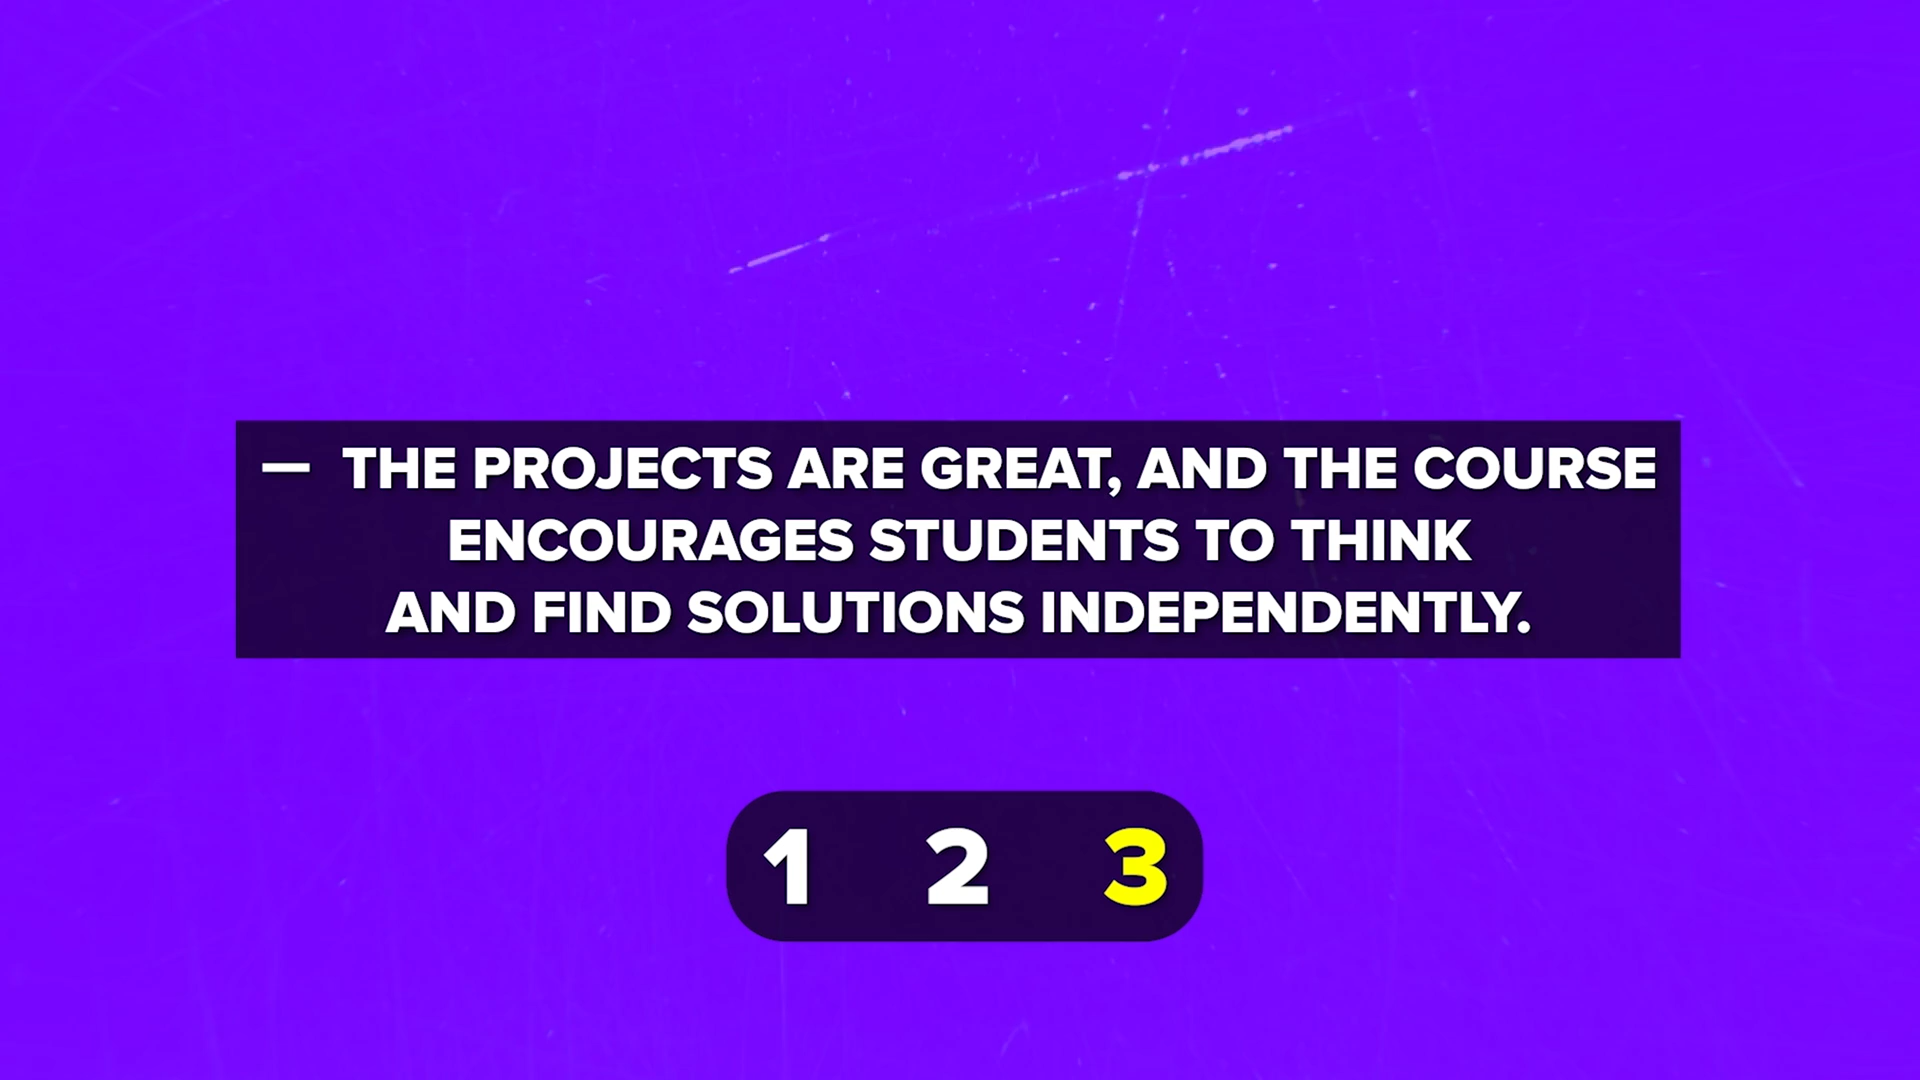 — THE PROJECTS ARE GREAT, AND THE COURSE
ENCOURAGES STUDENTS TO THINK
AND FIND SOLUTIONS INDEPENDENTLY.
1 2 3